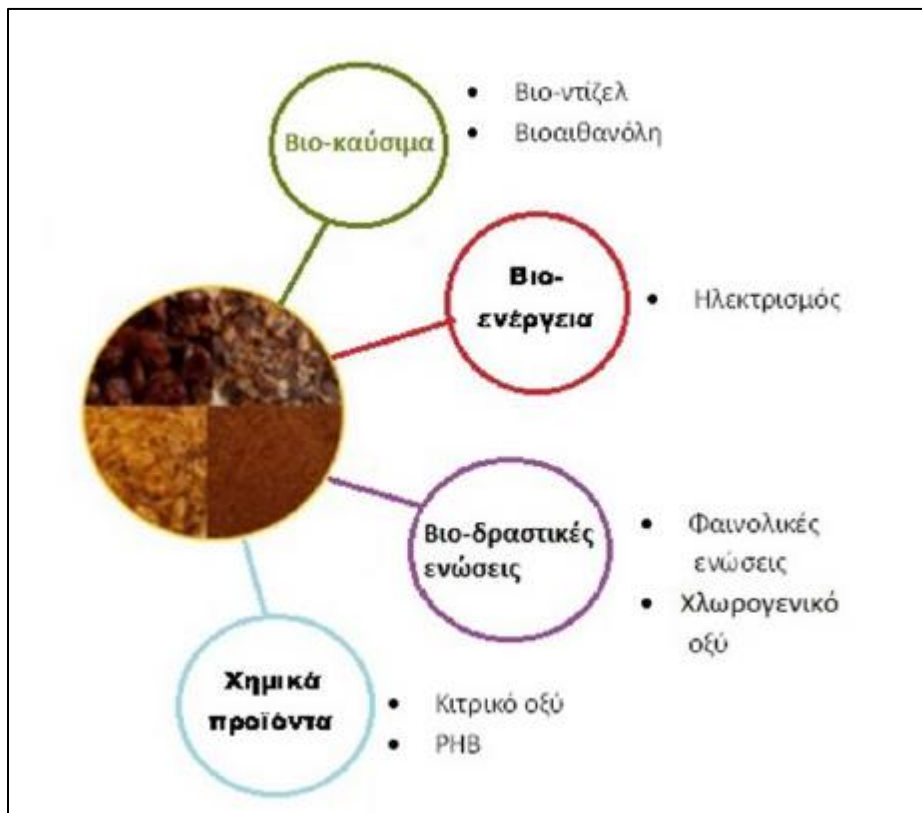 Βιο-καύσιμα
• Βιο-ντίζελ
• Βιοαιθανόλη
Βιο-
ενέργεια
• Ηλεκτρισμός
Βιο-δραστικές
ενώσεις
• Φαινολικές
ενώσεις
• Χλωρογενικό
οξύ
Χημικά
προϊόντα
• Κιτρικό οξύ
• PHB